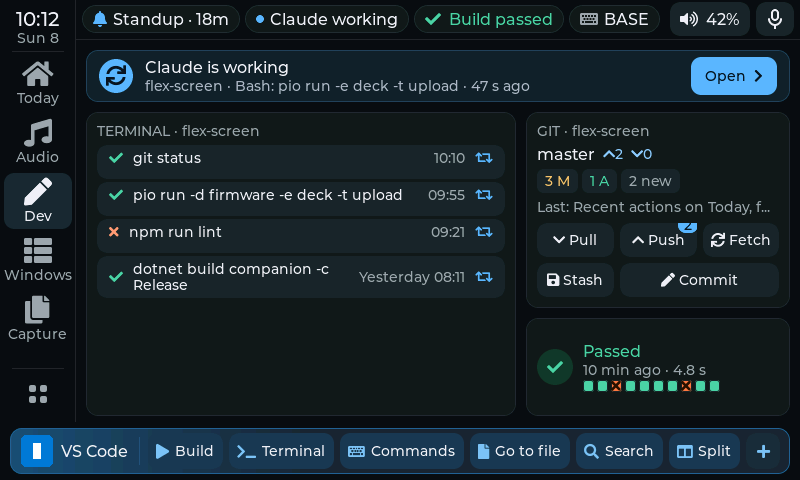 10:12
Sun 8
Standup · 18m
Claude working
Build passed
BASE
42%
Today
Audio
Dev
Windows
Capture
Claude is working
flex-screen · Bash: pio run -e deck -t upload · 47 s ago
Open
TERMINAL · flex-screen
git status 10:10
pio run -d firmware -e deck -t upload 09:55
npm run lint 09:21
dotnet build companion -c
Release
Yesterday 08:11
GIT · flex-screen
master 2 0
3 M 1 A 2 new
Last: Recent actions on Today, f...
Pull Push 2 Fetch
Stash Commit
Passed
10 min ago · 4.8 s
VS Code Build Terminal Commands Go to file Search Split